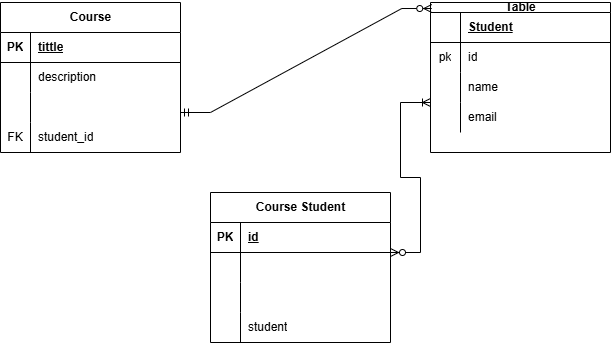 Course
PK tittle
description
FK student_id
Table
Student
pk id
name
email
Course Student
PK id
student